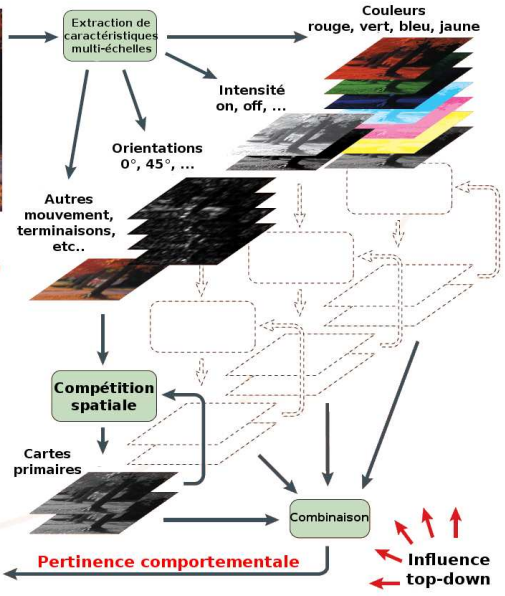 Extraction de
caractéristiques
multi-échelles
Couleurs
rouge, vert, bleu, jaune
Intensité
on, off, ...
Orientations
0°, 45°, ...
Autres
mouvement,
terminaisons,
etc..
Compétition
spatiale
Cartes
primaires
Combinaison
Pertinence comportementale
Influence
top-down